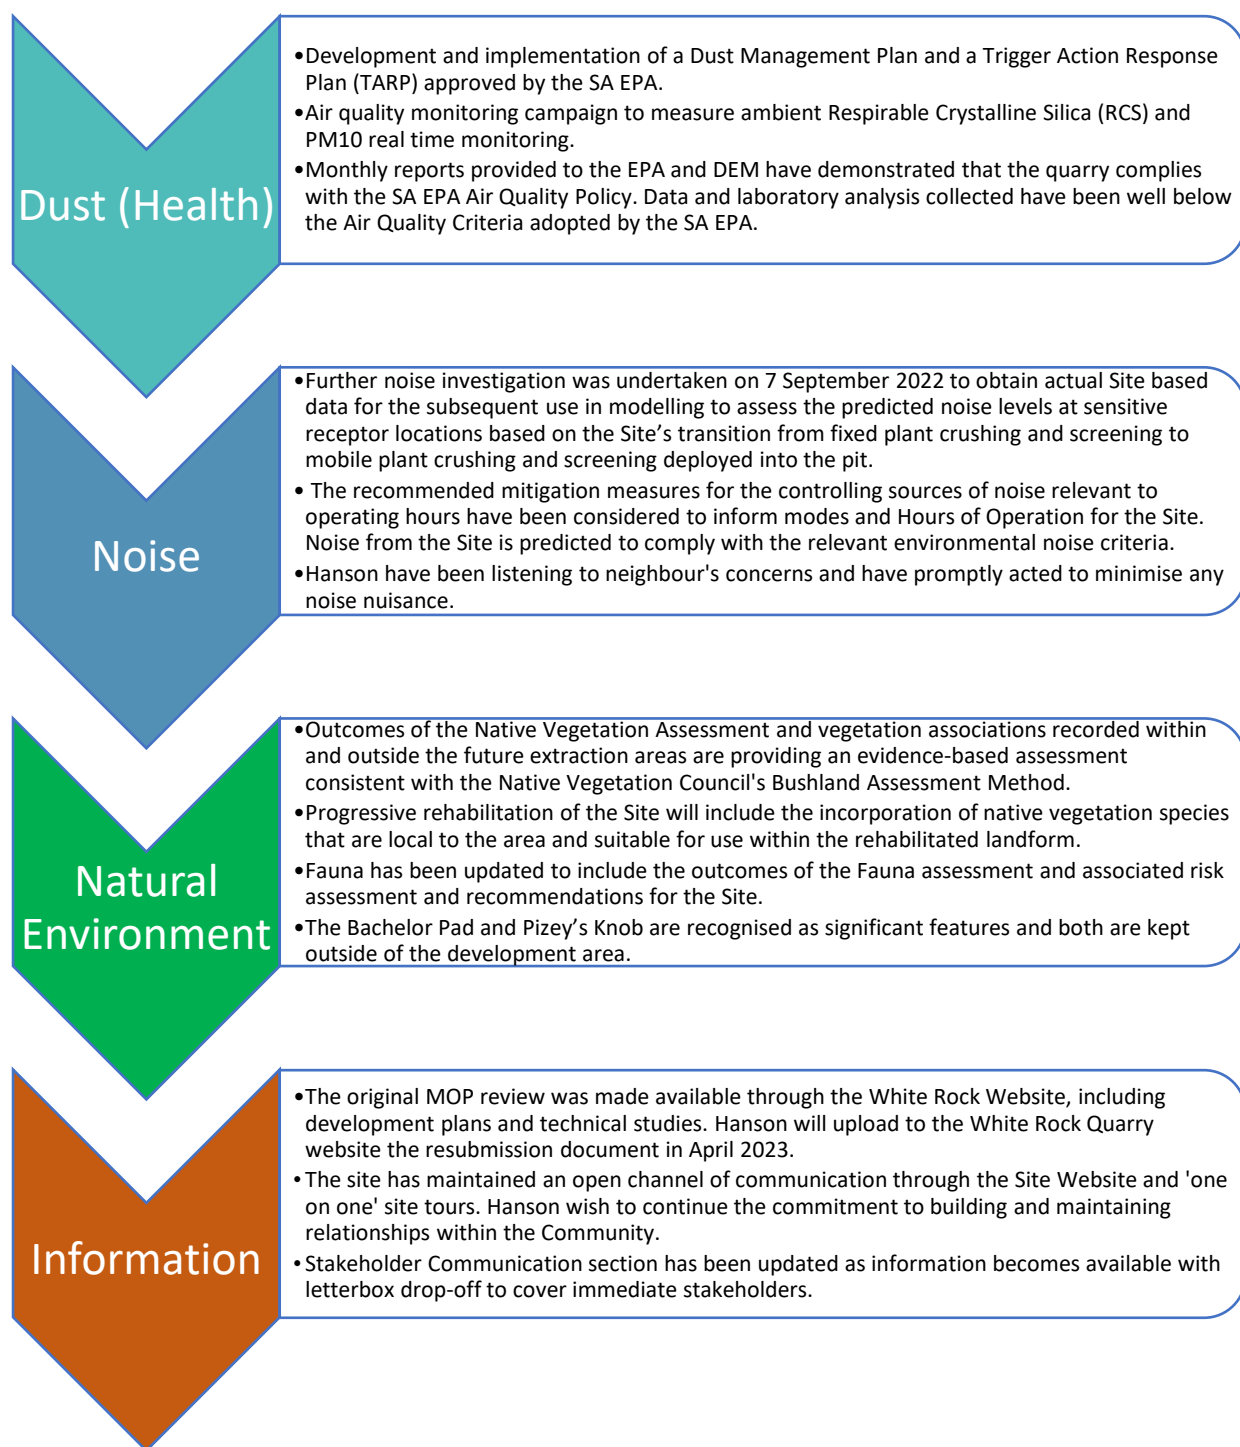 Dust (Health)
•Development and implementation of a Dust Management Plan and a Trigger Action Response
Plan (TARP) approved by the SA EPA.
•Air quality monitoring campaign to measure ambient Respirable Crystalline Silica (RCS) and
PM10 real time monitoring.
•Monthly reports provided to the EPA and DEM have demonstrated that the quarry complies
with the SA EPA Air Quality Policy. Data and laboratory analysis collected have been well below
the Air Quality Criteria adopted by the SA EPA.
Noise
•Further noise investigation was undertaken on 7 September 2022 to obtain actual Site based
data for the subsequent use in modelling to assess the predicted noise levels at sensitive
receptor locations based on the Site’s transition from fixed plant crushing and screening to
mobile plant crushing and screening deployed into the pit.
• The recommended mitigation measures for the controlling sources of noise relevant to
operating hours have been considered to inform modes and Hours of Operation for the Site.
Noise from the Site is predicted to comply with the relevant environmental noise criteria.
•Hanson have been listening to neighbour's concerns and have promptly acted to minimise any
noise nuisance.
Natural
Environment
•Outcomes of the Native Vegetation Assessment and vegetation associations recorded within
and outside the future extraction areas are providing an evidence-based assessment
consistent with the Native Vegetation Council's Bushland Assessment Method.
•Progressive rehabilitation of the Site will include the incorporation of native vegetation species
that are local to the area and suitable for use within the rehabilitated landform.
•Fauna has been updated to include the outcomes of the Fauna assessment and associated risk
assessment and recommendations for the Site.
•The Bachelor Pad and Pizey’s Knob are recognised as significant features and both are kept
outside of the development area.
Information
•The original MOP review was made available through the White Rock Website, including
development plans and technical studies. Hanson will upload to the White Rock Quarry
website the resubmission document in April 2023.
•The site has maintained an open channel of communication through the Site Website and 'one
on one' site tours. Hanson wish to continue the commitment to building and maintaining
relationships within the Community.
•Stakeholder Communication section has been updated as information becomes available with
letterbox drop-off to cover immediate stakeholders.